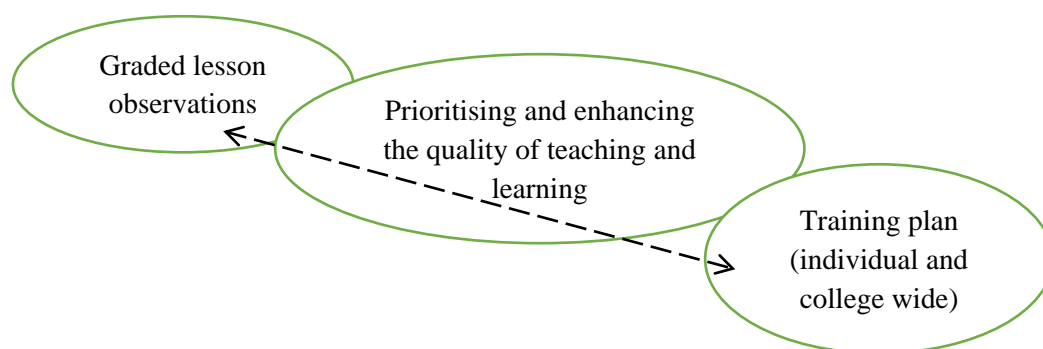 Graded lesson
observations
Prioritising and enhancing
the quality of teaching and
learning
Training plan
(individual and
college wide)